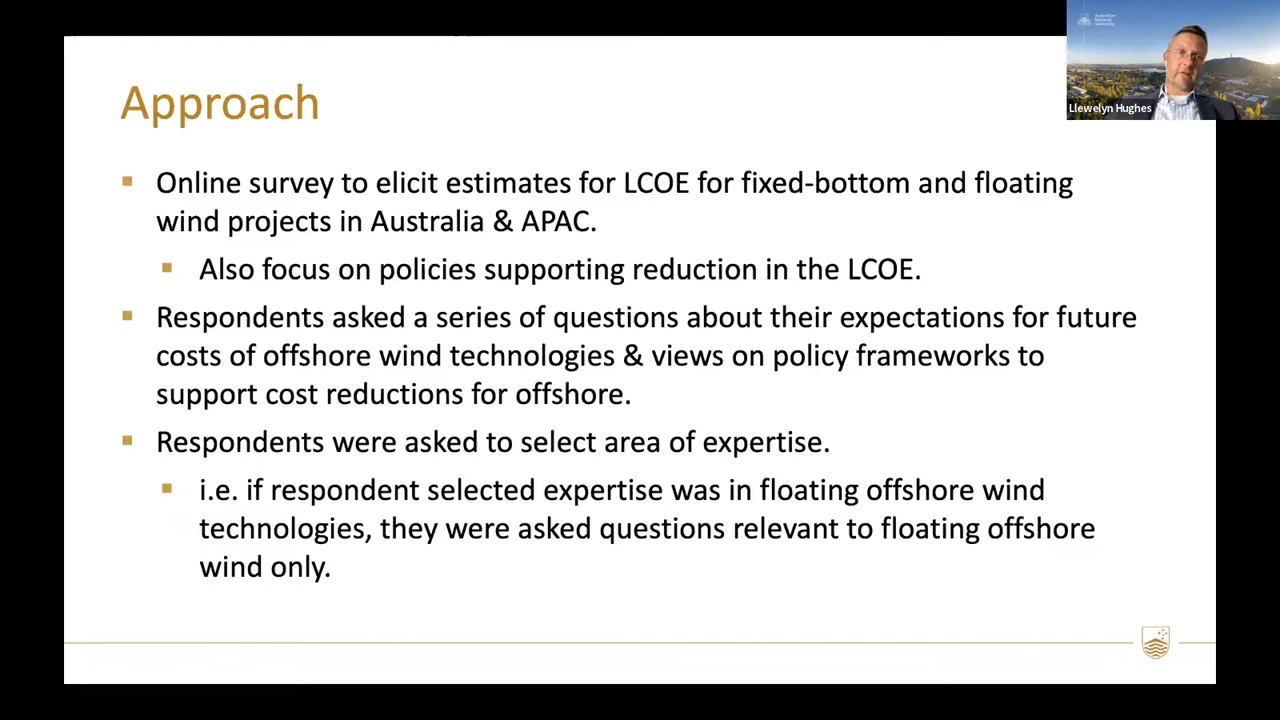 Approach
Online survey to elicit estimates for LCOE for fixed-bottom and floating
wind projects in Australia & APAC.
Also focus on policies supporting reduction in the LCOE.
Respondents asked a series of questions about their expectations for future
costs of offshore wind technologies & views on policy frameworks to
support cost reductions for offshore.
Respondents were asked to select area of expertise.
i.e. if respondent selected expertise was in floating offshore wind
technologies, they were asked questions relevant to floating offshore
wind only.
Australian
National
University
Llewelyn Hughes